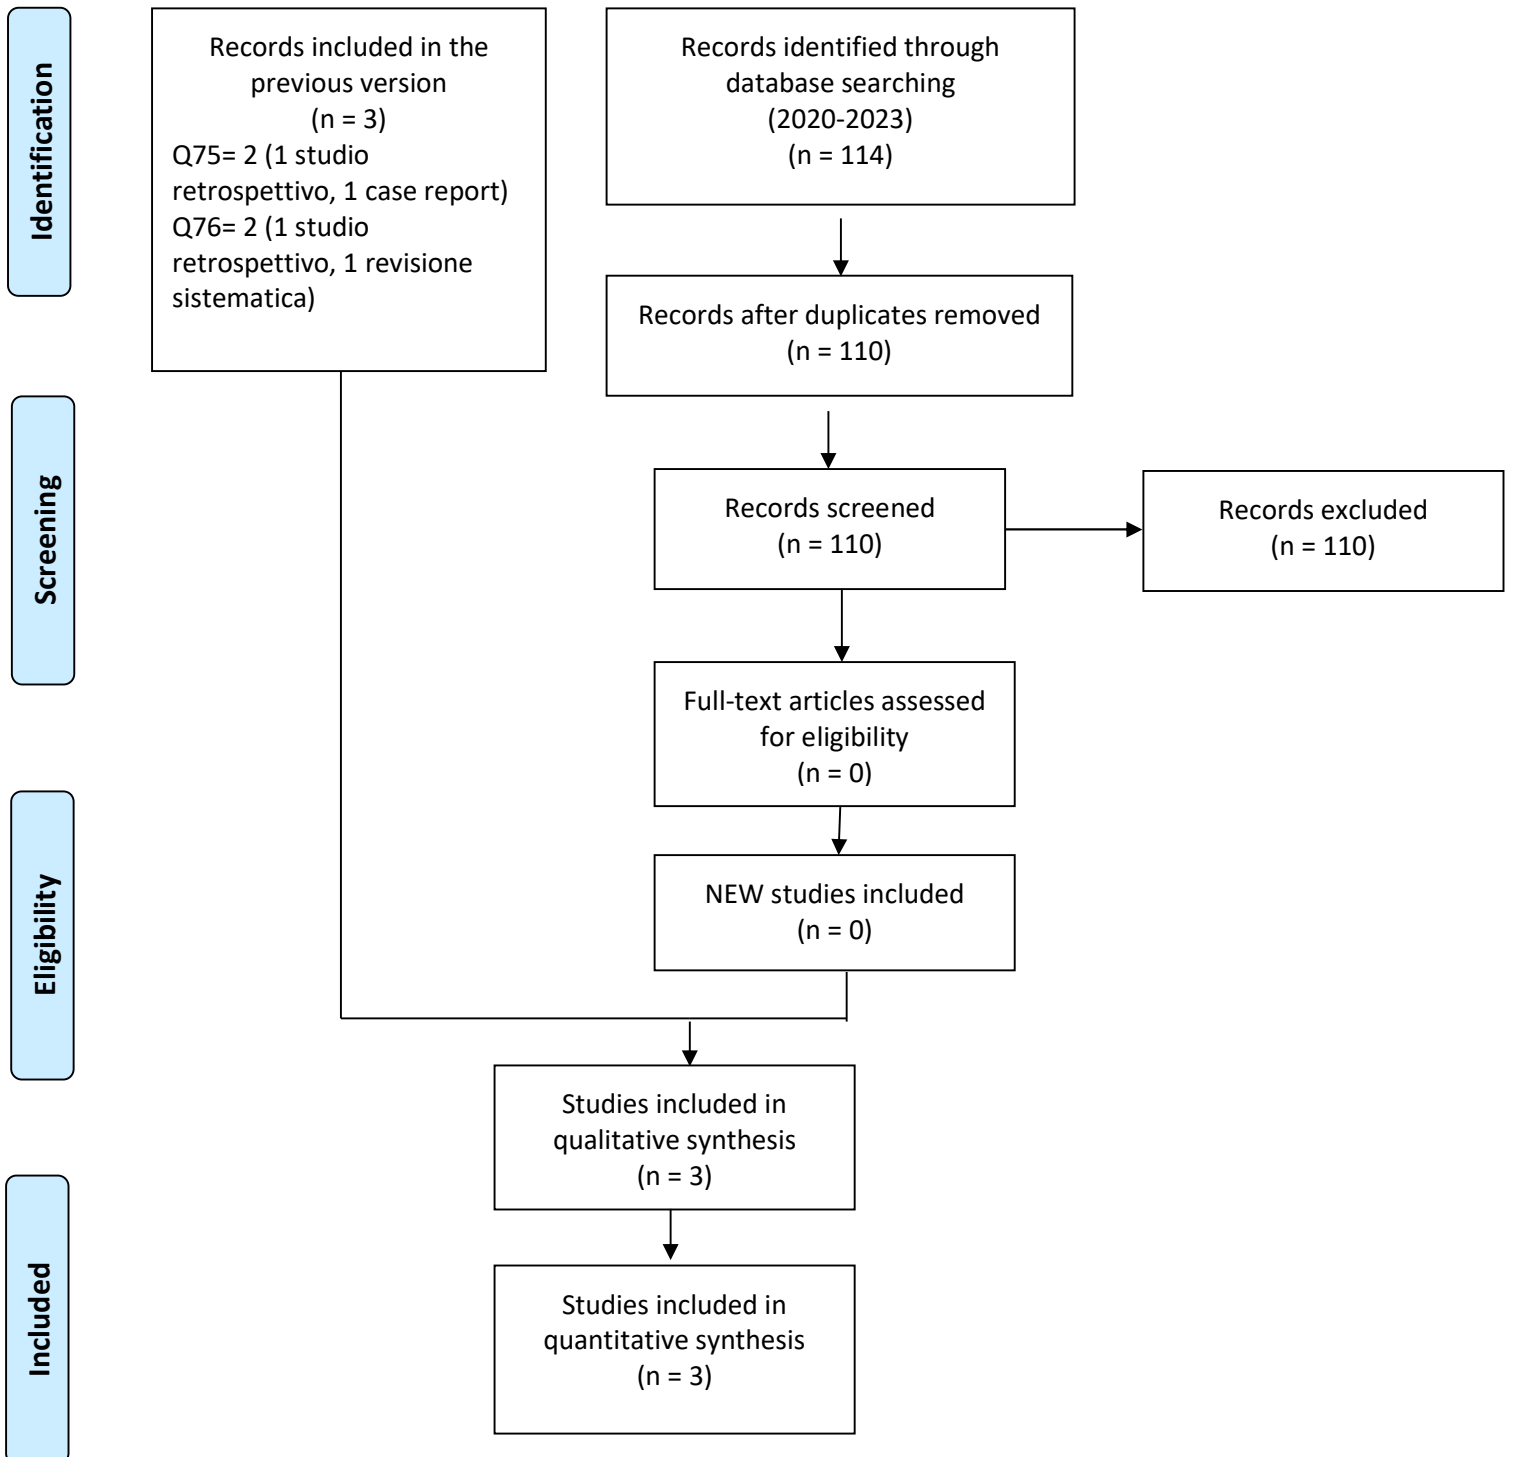 Identification
Records included in the
previous version
(n = 3)
Q75= 2 (1 studio
retrospettivo, 1 case report)
Q76= 2 (1 studio
retrospettivo, 1 revisione
sistematica)
Records identified through
database searching
(2020-2023)
(n = 114)
Records after duplicates removed
(n = 110)
Screening
Records screened
(n = 110)
Records excluded
(n = 110)
Full-text articles assessed
for eligibility
(n = 0)
Eligibility
NEW studies included
(n = 0)
Studies included in
qualitative synthesis
(n = 3)
Included
Studies included in
quantitative synthesis
(n = 3)